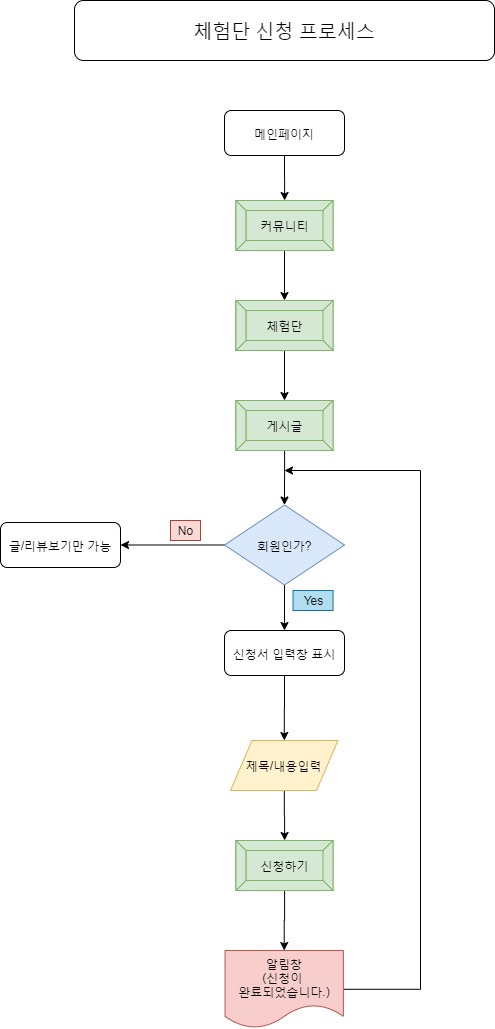 체험단 신청 프로세스
메인페이지
커뮤니티
체험단
게시글
No
글/리뷰보기만 가능
회원인가?
Yes
신청서 입력창 표시
제목/내용입력
신청하기
알림창
(신청이
완료되었습니다.)